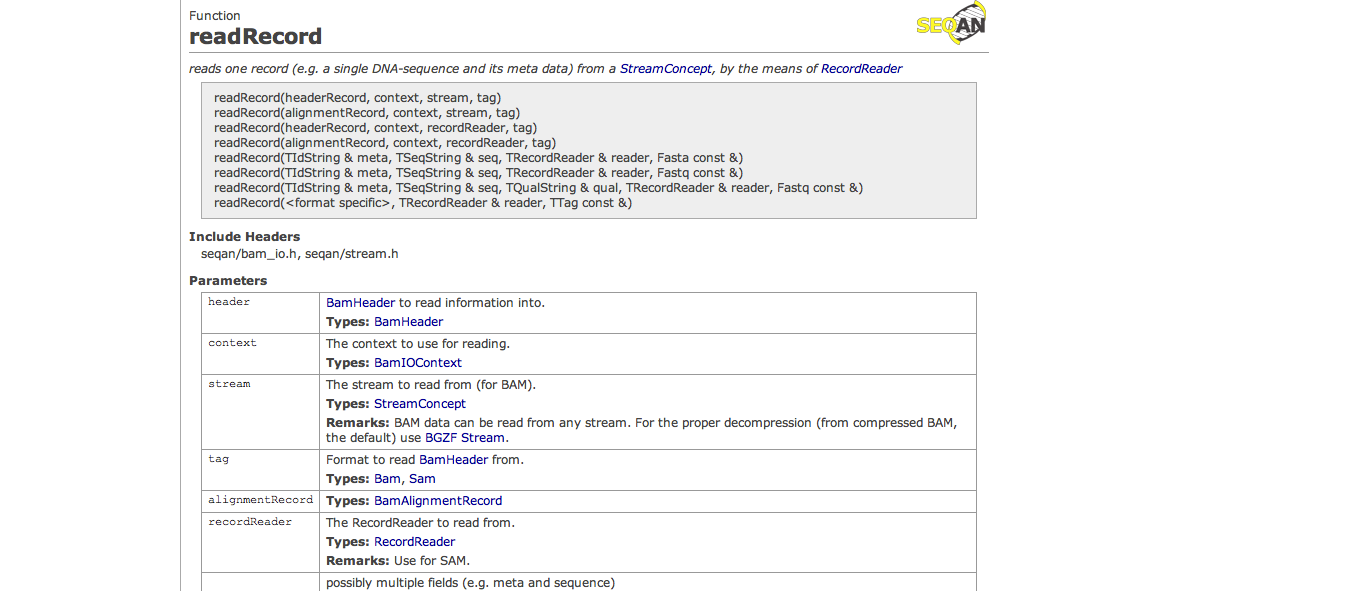 Function
readRecord
SEQAN
reads one record (e.g. a single DNA-sequence and its meta data) from a StreamConcept, by the means of RecordReader
readRecord(headerRecord, context, stream, tag)
readRecord(alignmentRecord, context, stream, tag)
readRecord(headerRecord, context, recordReader, tag)
readRecord(alignmentRecord, context, recordReader, tag)
readRecord(TIdString & meta, TSeqString & seq, TRecordReader & reader, Fasta const &)
readRecord(TIdString & meta, TSeqString & seq, TRecordReader & reader, Fastq const &)
readRecord(TIdString & meta, TSeqString & seq, TQualString & qual, TRecordReader & reader, Fastq const &)
readRecord(<format specific>, TRecordReader & reader, TTag const &)
Include Headers
seqan/bam_io.h, seqan/stream.h
Parameters
header
BamHeader to read information into.
Types: BamHeader
context
The context to use for reading.
Types: BamIOContext
stream
The stream to read from (for BAM).
Types: StreamConcept
Remarks: BAM data can be read from any stream. For the proper decompression (from compressed BAM,
the default) use BGZF Stream.
tag
Format to read BamHeader from.
Types: Bam, Sam
alignmentRecord
Types: BamAlignmentRecord
recordReader
The RecordReader to read from.
Types: RecordReader
Remarks: Use for SAM.
possibly multiple fields (e.g. meta and sequence)